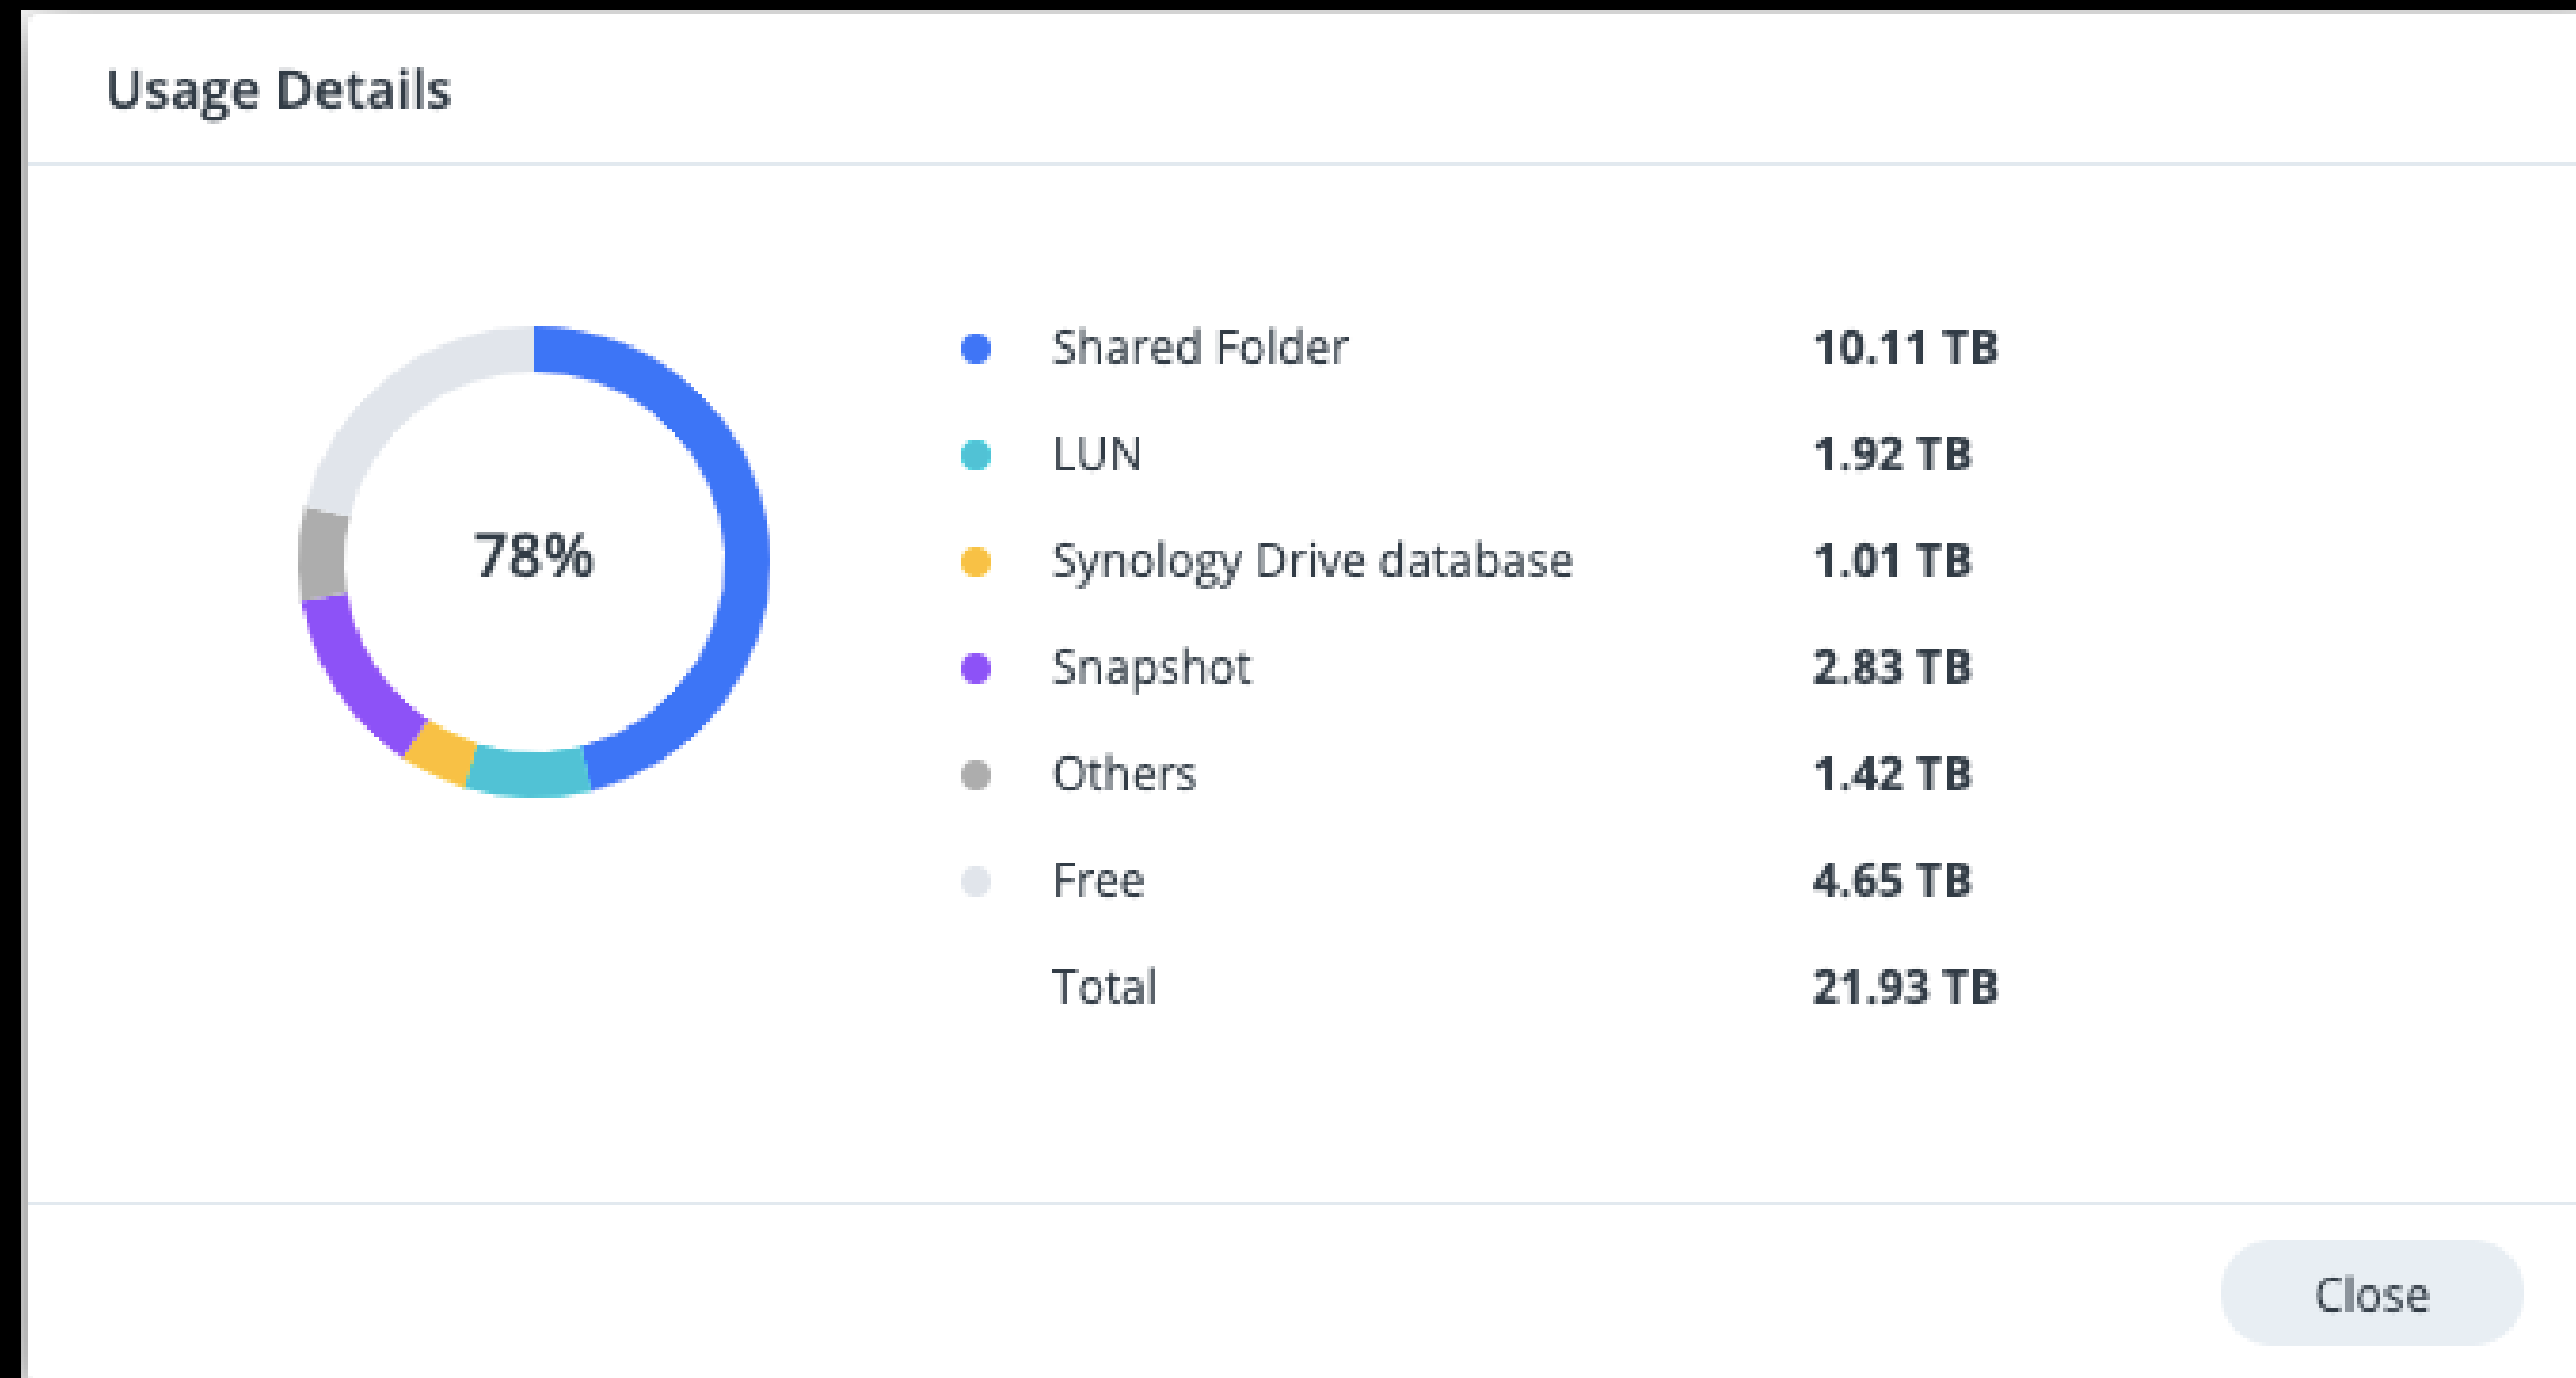 Usage Details
78%
Shared Folder 10.11 TB
LUN 1.92 TB
Synology Drive database 1.01 TB
Snapshot 2.83 TB
Others 1.42 TB
Free 4.65 TB
Total 21.93 TB
Close